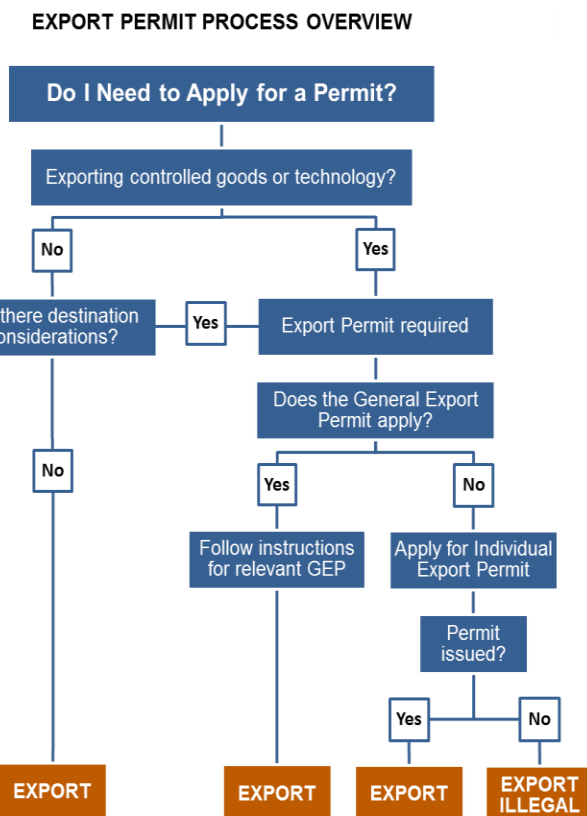 EXPORT PERMIT PROCESS OVERVIEW
Do I Need to Apply for a Permit?
Exporting controlled goods or technology?
No
Yes
there destination
onsiderations?
Yes
Export Permit required
Does the General Export
Permit apply?
No
Yes
No
Follow instructions
for relevant GEP
Apply for Individual
Export Permit
Permit
issued?
Yes
No
EXPORT
EXPORT
EXPORT
EXPORT
ILLEGAL